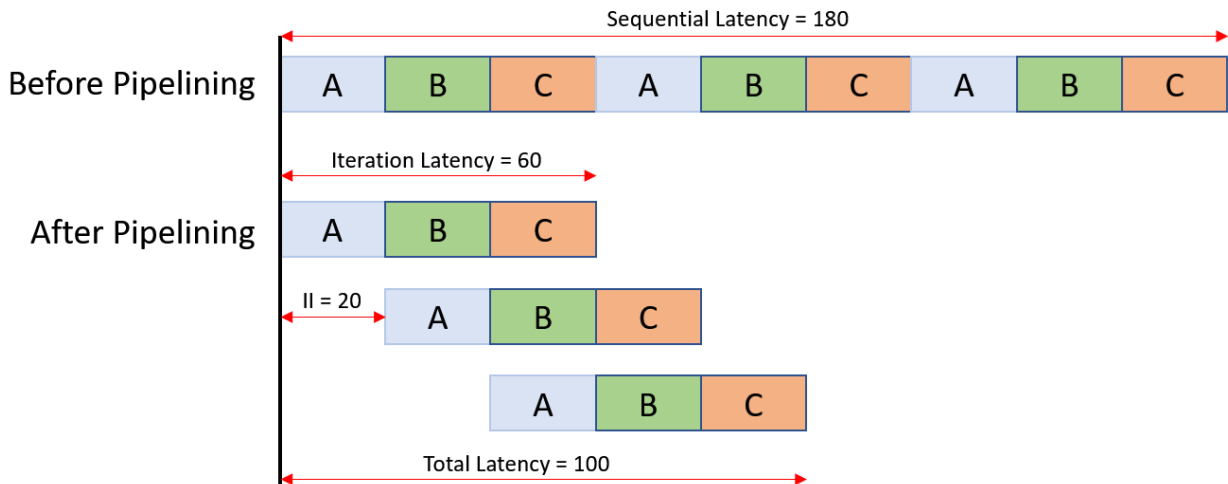 Sequential Latency = 180
Before Pipelining A B C A B C A B C
Iteration Latency = 60
After Pipelining A B C
II = 20
A B C
A B C
Total Latency = 100